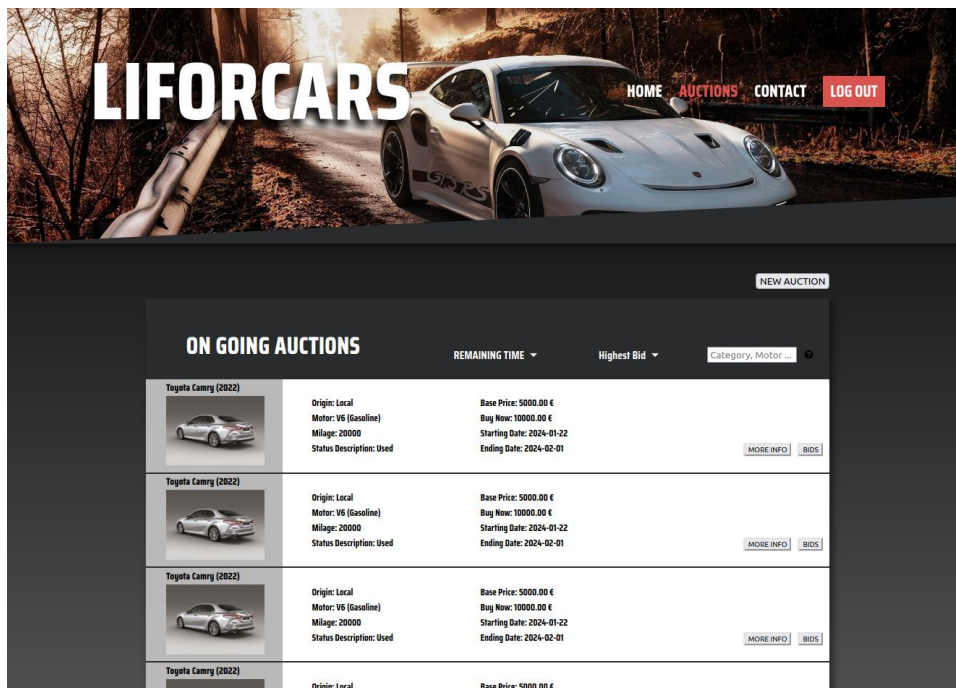 LIFORCARS
HOME AUCTIONS CONTACT LOG OUT
GT3 RS
NEW AUCTION
ON GOING AUCTIONS
REMAINING TIME Highest Bid Category, Motor ... ?
Toyota Camry (2022)
Origin: Local Base Price: 5000.00 €
Motor: V6 (Gasoline) Buy Now: 10000.00 €
Milage: 20000 Starting Date: 2024-01-22
Status Description: Used Ending Date: 2024-02-01
MORE INFO BIDS
Toyota Camry (2022)
Origin: Local Base Price: 5000.00 €
Motor: V6 (Gasoline) Buy Now: 10000.00 €
Milage: 20000 Starting Date: 2024-01-22
Status Description: Used Ending Date: 2024-02-01
MORE INFO BIDS
Toyota Camry (2022)
Origin: Local Base Price: 5000.00 €
Motor: V6 (Gasoline) Buy Now: 10000.00 €
Milage: 20000 Starting Date: 2024-01-22
Status Description: Used Ending Date: 2024-02-01
MORE INFO BIDS
Toyota Camry (2022)
Origin: Local Base Price: 5000.00 €